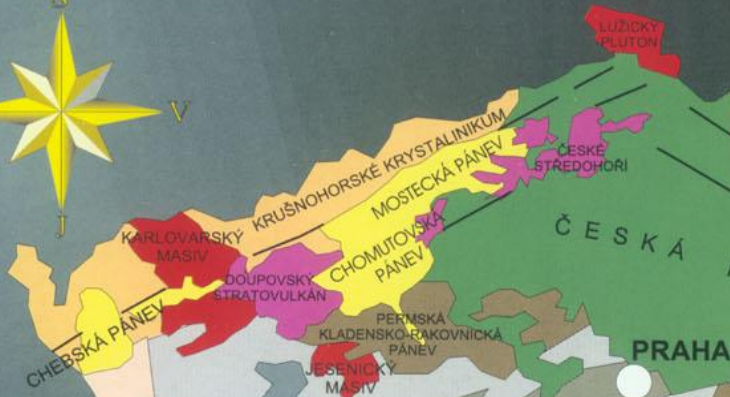 S
V
J
LUŽICKÝ
PLUTON
KRUŠNOHORSKÉ KRYSTALINIKUM
MOSTECKÁ PÁNEV
ČESKÉ
STŘEDOHOŘÍ
KARLOVARSKÝ
MASIV
CHOMUTOVSKÁ
PÁNEV
DOUPOVSKÝ
STRATOVULKÁN
ČESKÁ
CHEBSKÁ PÁNEV
PERMSKÁ
KLADENSKO-RAKOVNICKÁ
PÁNEV
JESENICKÝ
MASIV
PRAHA